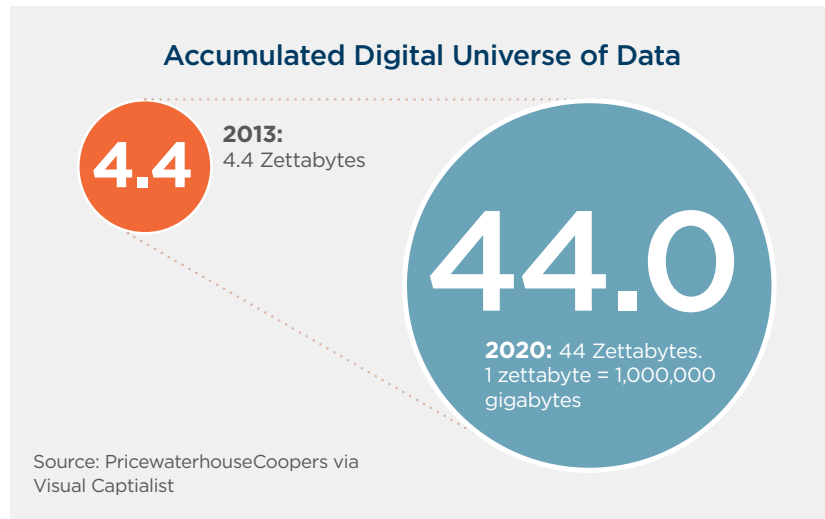 Accumulated Digital Universe of Data
4.4
2013:
4.4 Zettabytes
44.0
2020: 44 Zettabytes.
1 zettabyte = 1,000,000
gigabytes
Source: PricewaterhouseCoopers via
Visual Captialist